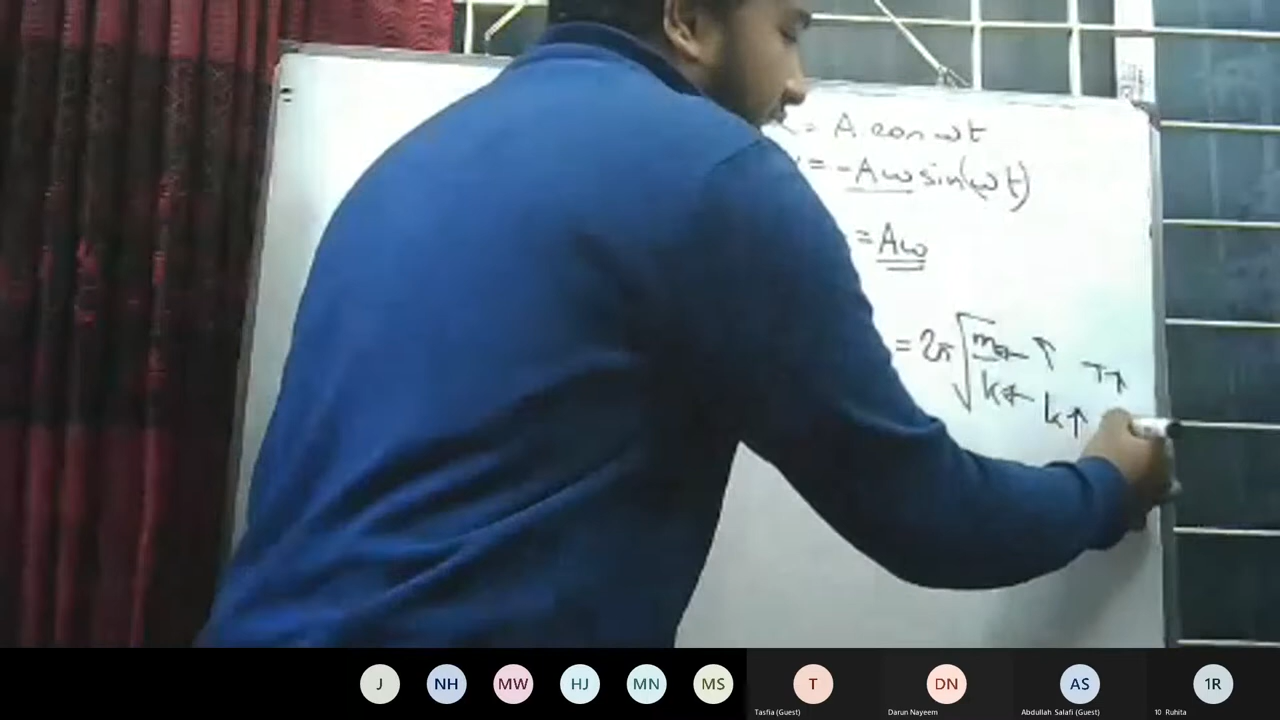 = A cos ωt
= -Aω sin(ωt)
= Aω
= 2π√m/k ↑ T↑
k↑
J NH MW HJ MN MS T DN AS 1R
Tasfia (Guest) Darun Nayeem Abdullah Salafi (Guest) 10 Ruhita